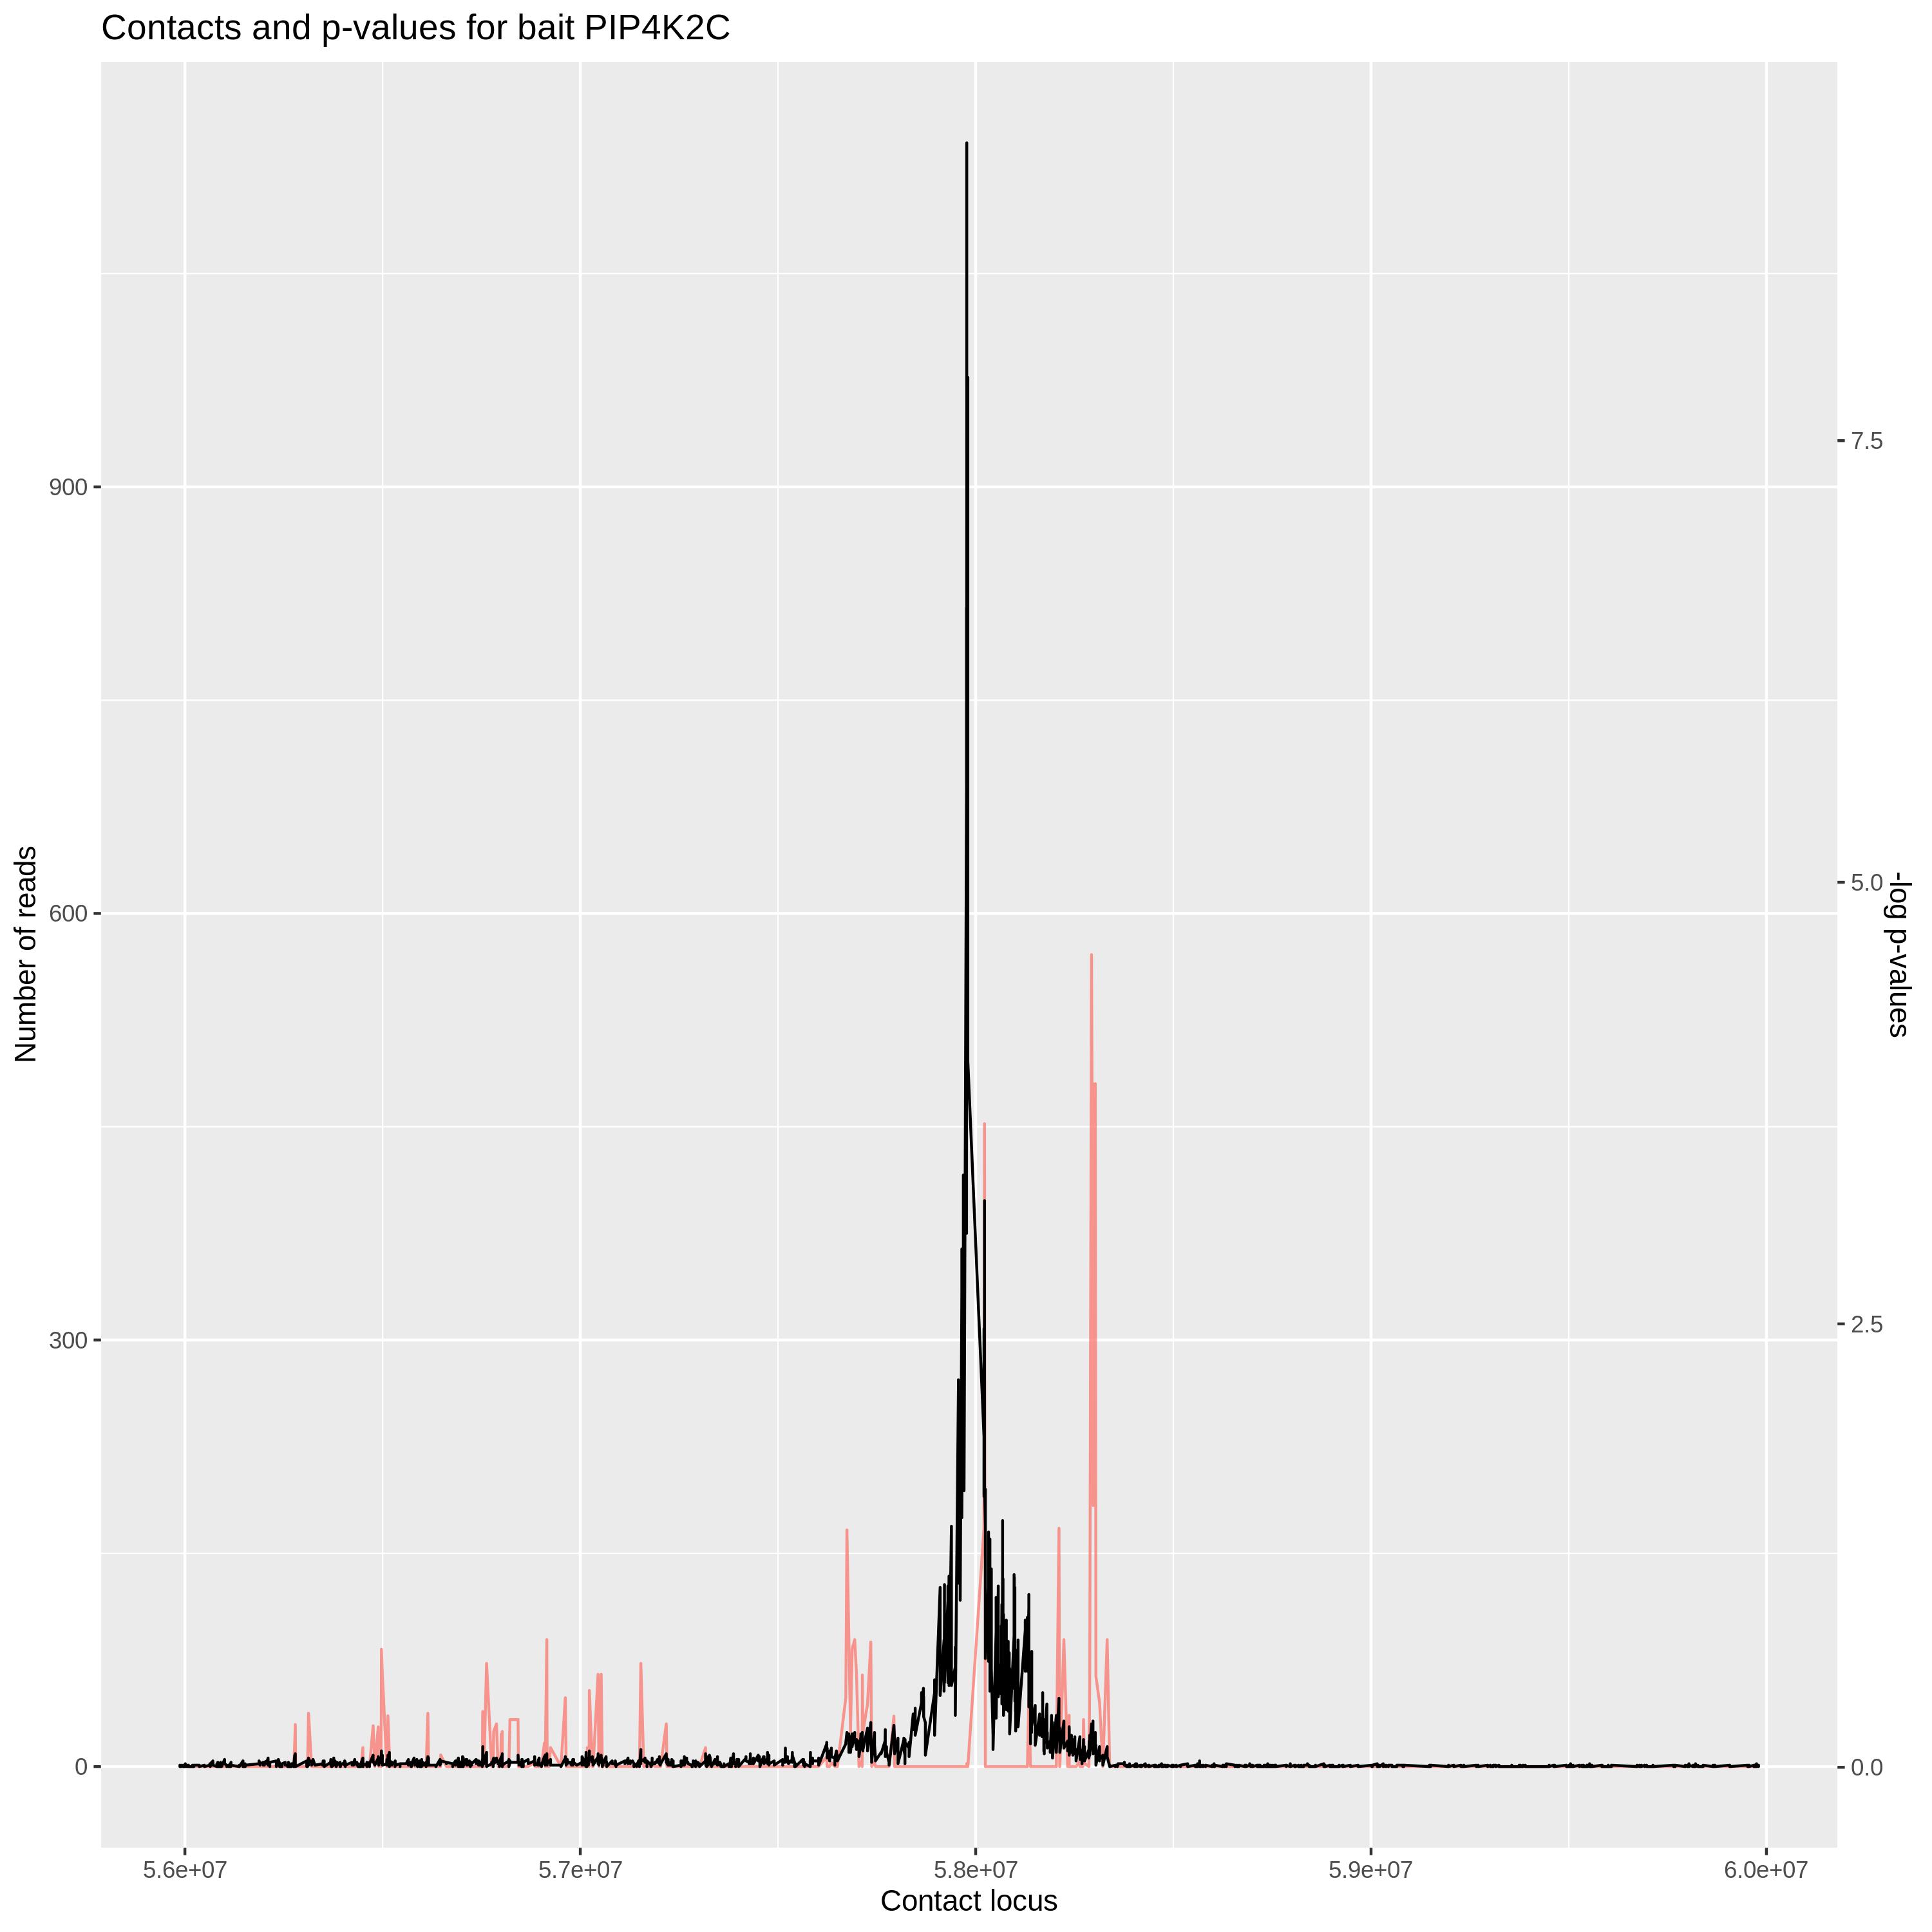 Contacts and p-values for bait PIP4K2C
Number of reads
900
600
300
0
7.5
5.0
2.5
0.0
-log p-values
5.6e+07
5.7e+07
5.8e+07
5.9e+07
6.0e+07
Contact locus